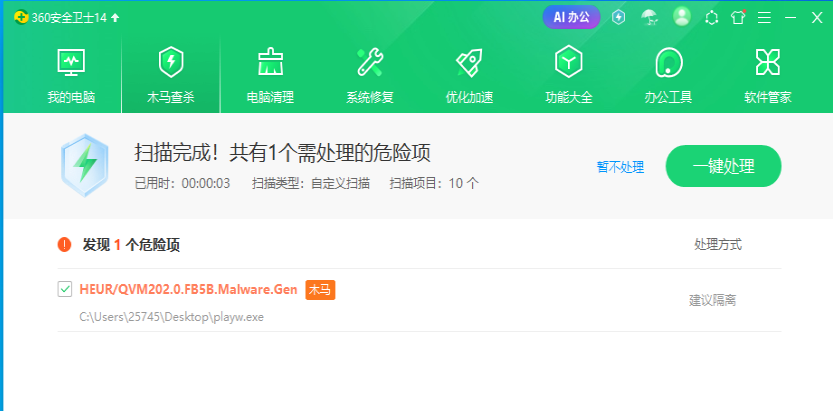 360安全卫士14
AI 办公
我的电脑 木马查杀 电脑清理 系统修复 优化加速 功能大全 办公工具 软件管家
扫描完成！共有1个需处理的危险项
暂不处理 一键处理
已用时：00:00:03 扫描类型：自定义扫描 扫描项目：10 个
发现 1 个危险项 处理方式
HEUR/QVM202.0.FB5B.Malware.Gen 木马
建议隔离
C:\Users\25745\Desktop\playw.exe